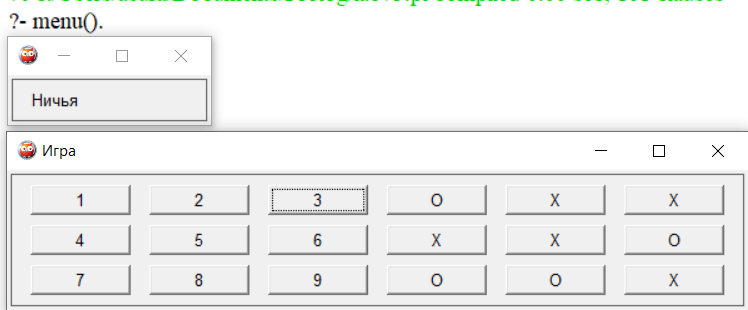 ?- menu().
Ничья
Игра
1 2 3 O X X
4 5 6 X X O
7 8 9 O O X